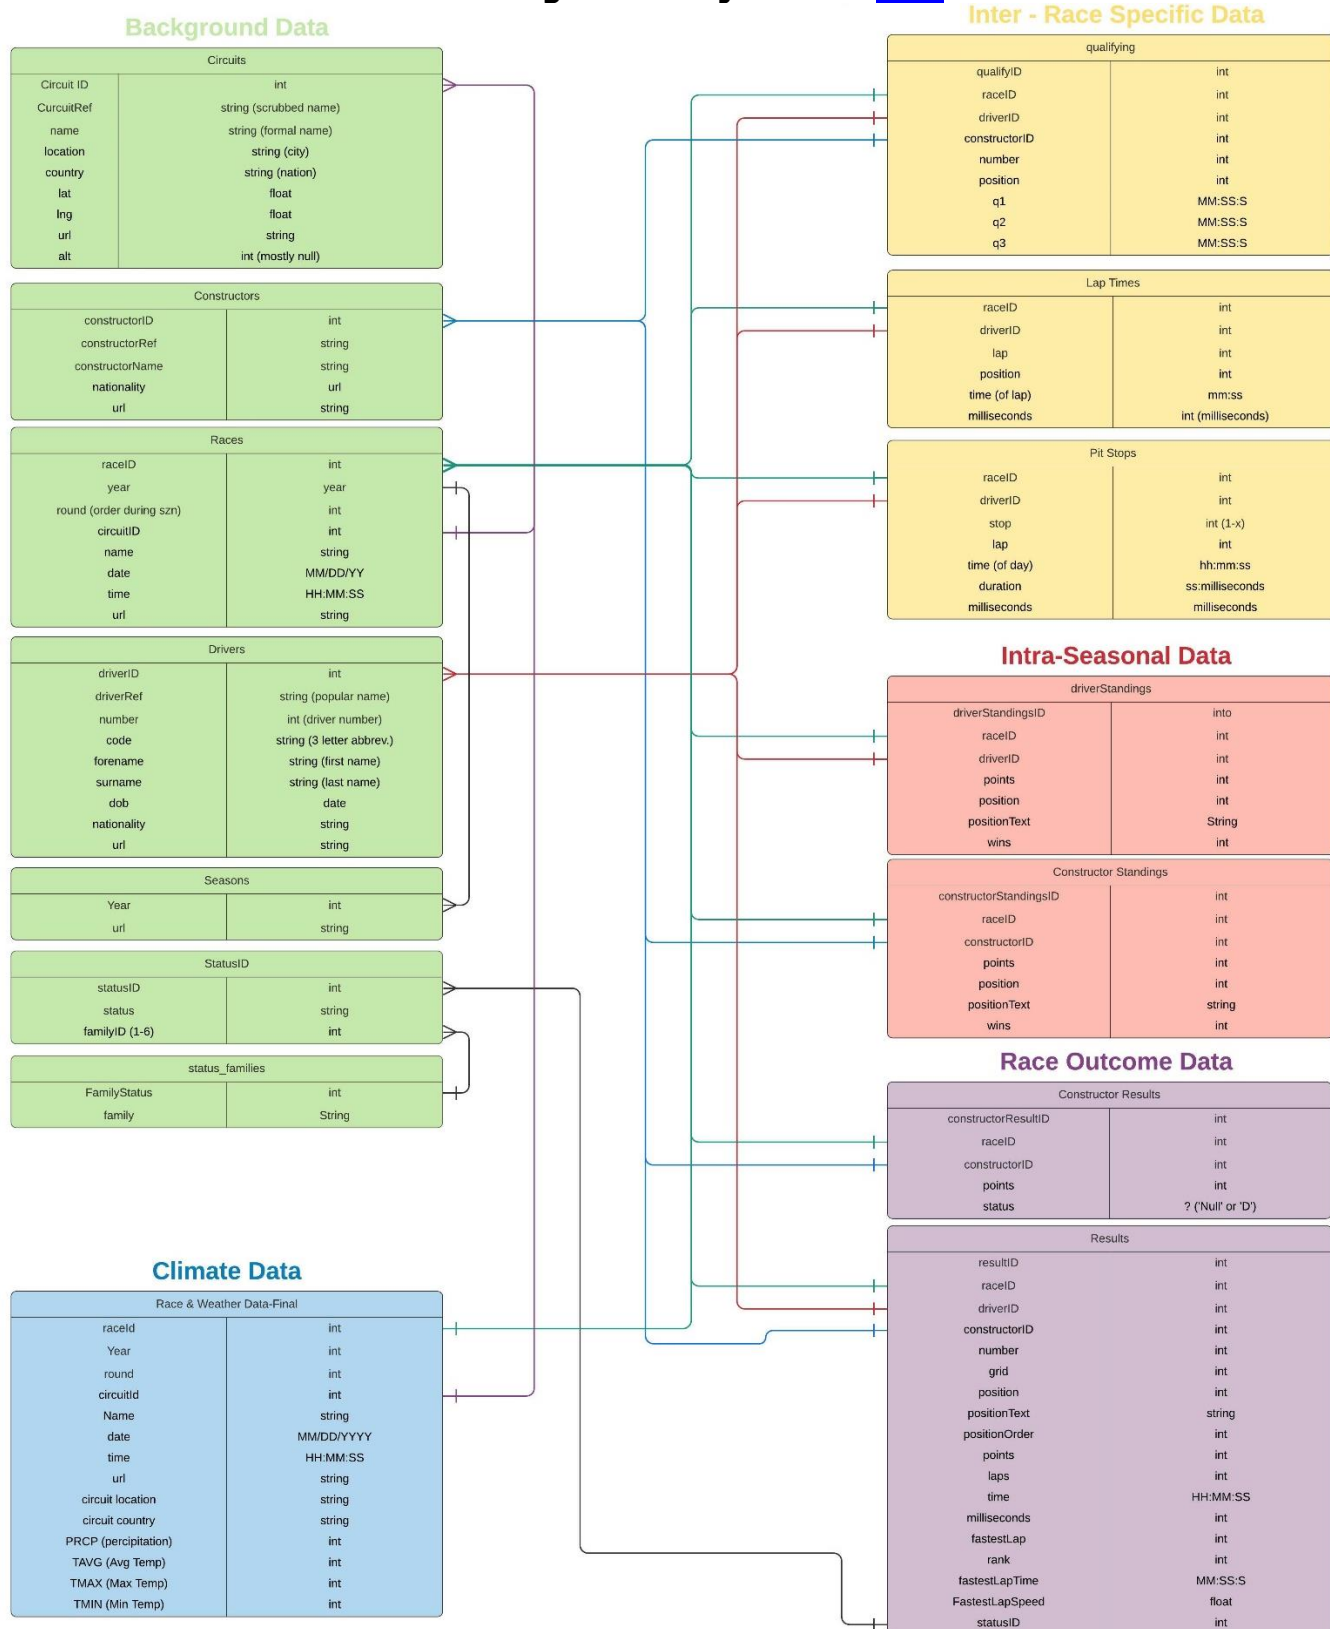 Background Data
Circuits
Circuit ID int
CurcuitRef string (scrubbed name)
name string (formal name)
location string (city)
country string (nation)
lat float
lng float
url string
alt int (mostly null)
Constructors
constructorID int
constructorRef string
constructorName string
nationality url
url string
Races
raceID int
year year
round (order during szn) int
circuitID int
name string
date MM/DD/YY
time HH:MM:SS
url string
Drivers
driverID int
driverRef string (popular name)
number int (driver number)
code string (3 letter abbrev.)
forename string (first name)
surname string (last name)
dob date
nationality string
url string
Seasons
Year int
url string
StatusID
statusID int
status string
familyID (1-6) int
status_families
FamilyStatus int
family String
Climate Data
Race & Weather Data-Final
raceId int
Year int
round int
circuitId int
Name string
date MM/DD/YYYY
time HH:MM:SS
url string
circuit location string
circuit country string
PRCP (percipitation) int
TAVG (Avg Temp) int
TMAX (Max Temp) int
TMIN (Min Temp) int
Inter - Race Specific Data
qualifying
qualifyID int
raceID int
driverID int
constructorID int
number int
position int
q1 MM:SS:S
q2 MM:SS:S
q3 MM:SS:S
Lap Times
raceID int
driverID int
lap int
position int
time (of lap) mm:ss
milliseconds int (milliseconds)
Pit Stops
raceID int
driverID int
stop int (1-x)
lap int
time (of day) hh:mm:ss
duration ss:milliseconds
milliseconds milliseconds
Intra-Seasonal Data
driverStandings
driverStandingsID into
raceID int
driverID int
points int
position int
positionText String
wins int
Constructor Standings
constructorStandingsID int
raceID int
constructorID int
points int
position int
positionText string
wins int
Race Outcome Data
Constructor Results
constructorResultID int
raceID int
constructorID int
points int
status ? ('Null' or 'D')
Results
resultID int
raceID int
driverID int
constructorID int
number int
grid int
position int
positionText string
positionOrder int
points int
laps int
time HH:MM:SS
milliseconds int
fastestLap int
rank int
fastestLapTime MM:SS:S
FastestLapSpeed float
statusID int